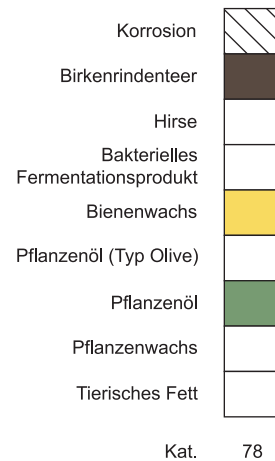 Korrosion
Birkenrindenteer
Hirse
Bakterielles
Fermentationsprodukt
Bienenwachs
Pflanzenöl (Typ Olive)
Pflanzenöl
Pflanzenwachs
Tierisches Fett
Kat. 78